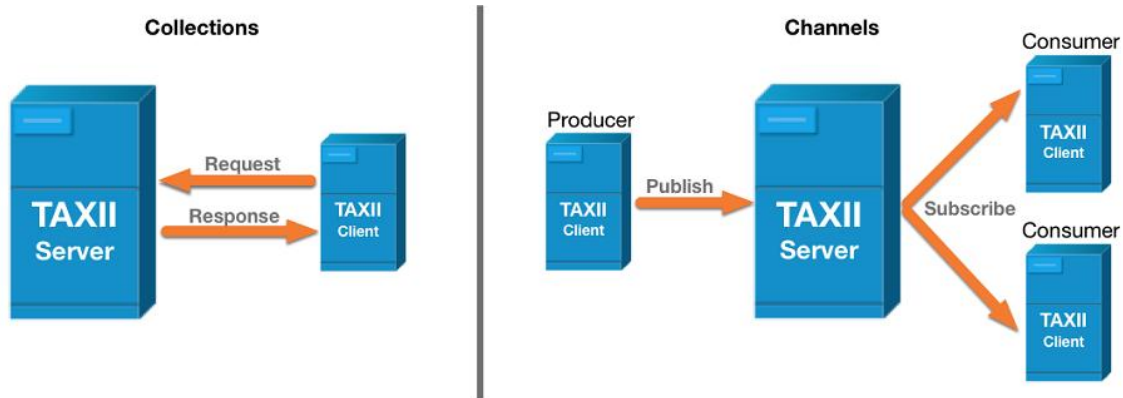 Collections
TAXII
Server
Request
Response
TAXII
Client
Channels
Producer
TAXII
Client
Publish
TAXII
Server
Subscribe
Consumer
TAXII
Client
Consumer
TAXII
Client